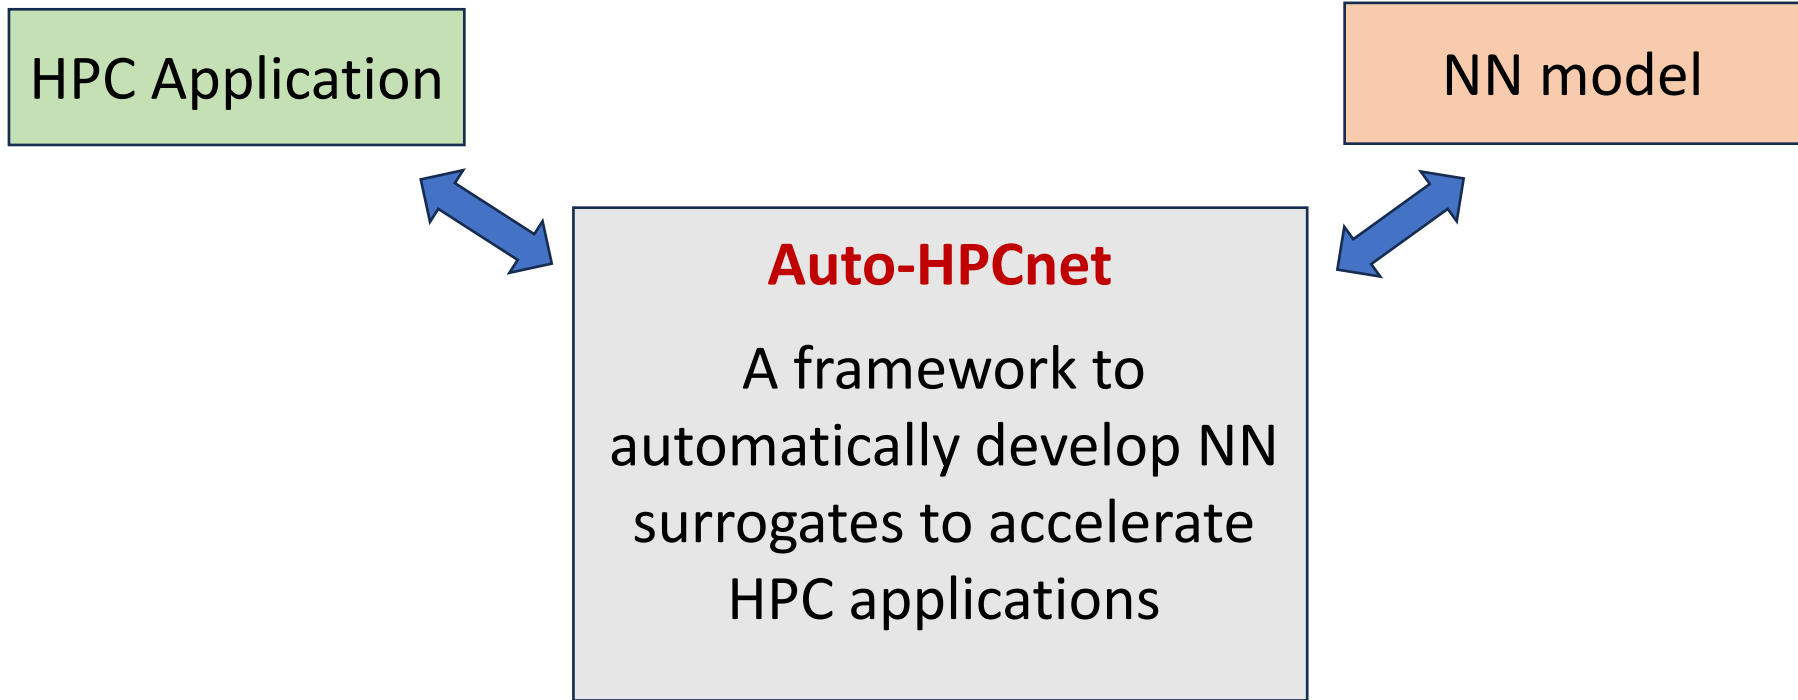 HPC Application
NN model
Auto-HPCnet
A framework to
automatically develop NN
surrogates to accelerate
HPC applications